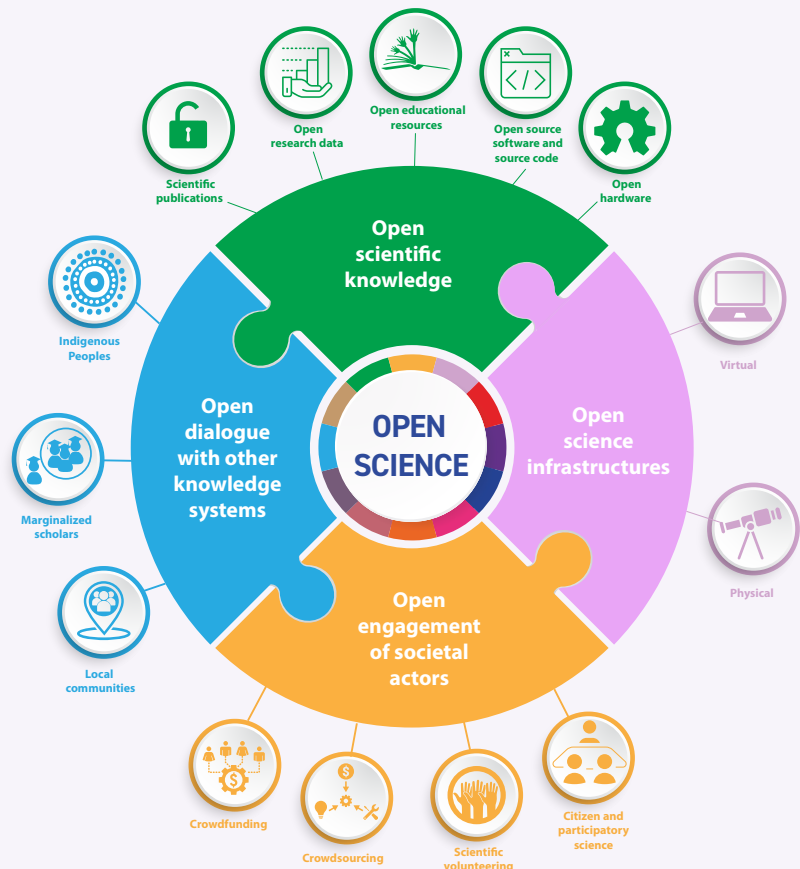 Open educational
resources
Open
research data
Open source
software and
source code
Scientific
publications
Open
hardware
Open
scientific
knowledge
Indigenous
Peoples
Virtual
Open
dialogue
with other
knowledge
systems
OPEN
SCIENCE
Open
science
infrastructures
Marginalized
scholars
Physical
Open
engagement
of societal
actors
Local
communities
Crowdfunding
Crowdsourcing
Scientific
volunteering
Citizen and
participatory
science